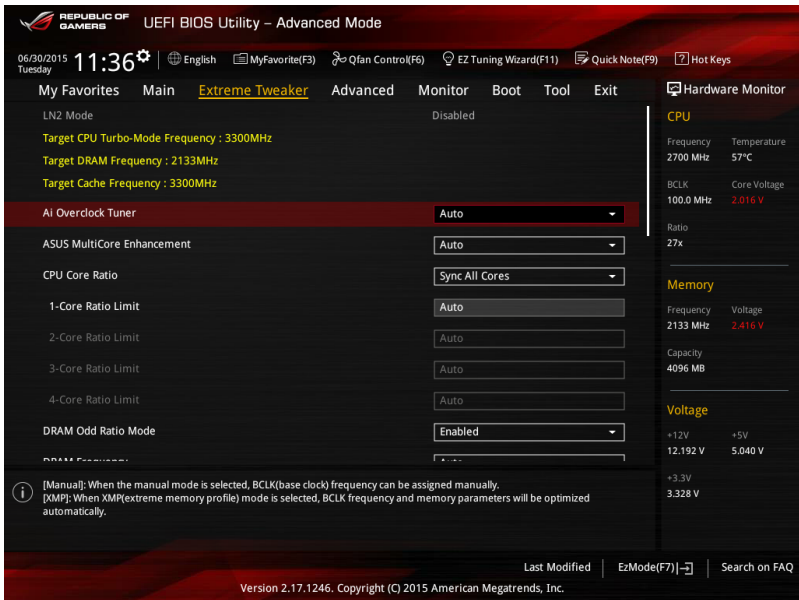 REPUBLIC OF
GAMERS
UEFI BIOS Utility – Advanced Mode
06/30/2015
Tuesday
11:36
English
MyFavorite(F3)
Qfan Control(F6)
EZ Tuning Wizard(F11)
Quick Note(F9)
? Hot Keys
My Favorites
Main
Extreme Tweaker
Advanced
Monitor
Boot
Tool
Exit
LN2 Mode Disabled
Target CPU Turbo-Mode Frequency : 3300MHz
Target DRAM Frequency : 2133MHz
Target Cache Frequency : 3300MHz
Ai Overclock Tuner Auto
ASUS MultiCore Enhancement Auto
CPU Core Ratio Sync All Cores
1-Core Ratio Limit Auto
2-Core Ratio Limit Auto
3-Core Ratio Limit Auto
4-Core Ratio Limit Auto
DRAM Odd Ratio Mode Enabled
DRAM Frequency Auto
i
[Manual]: When the manual mode is selected, BCLK(base clock) frequency can be assigned manually.
[XMP]: When XMP(extreme memory profile) mode is selected, BCLK frequency and memory parameters will be optimized
automatically.
Hardware Monitor
CPU
Frequency Temperature
2700 MHz 57°C
BCLK Core Voltage
100.0 MHz 2.016 V
Ratio
27x
Memory
Frequency Voltage
2133 MHz 2.416 V
Capacity
4096 MB
Voltage
+12V +5V
12.192 V 5.040 V
+3.3V
3.328 V
Last Modified
EzMode(F7)
Search on FAQ
Version 2.17.1246. Copyright (C) 2015 American Megatrends, Inc.